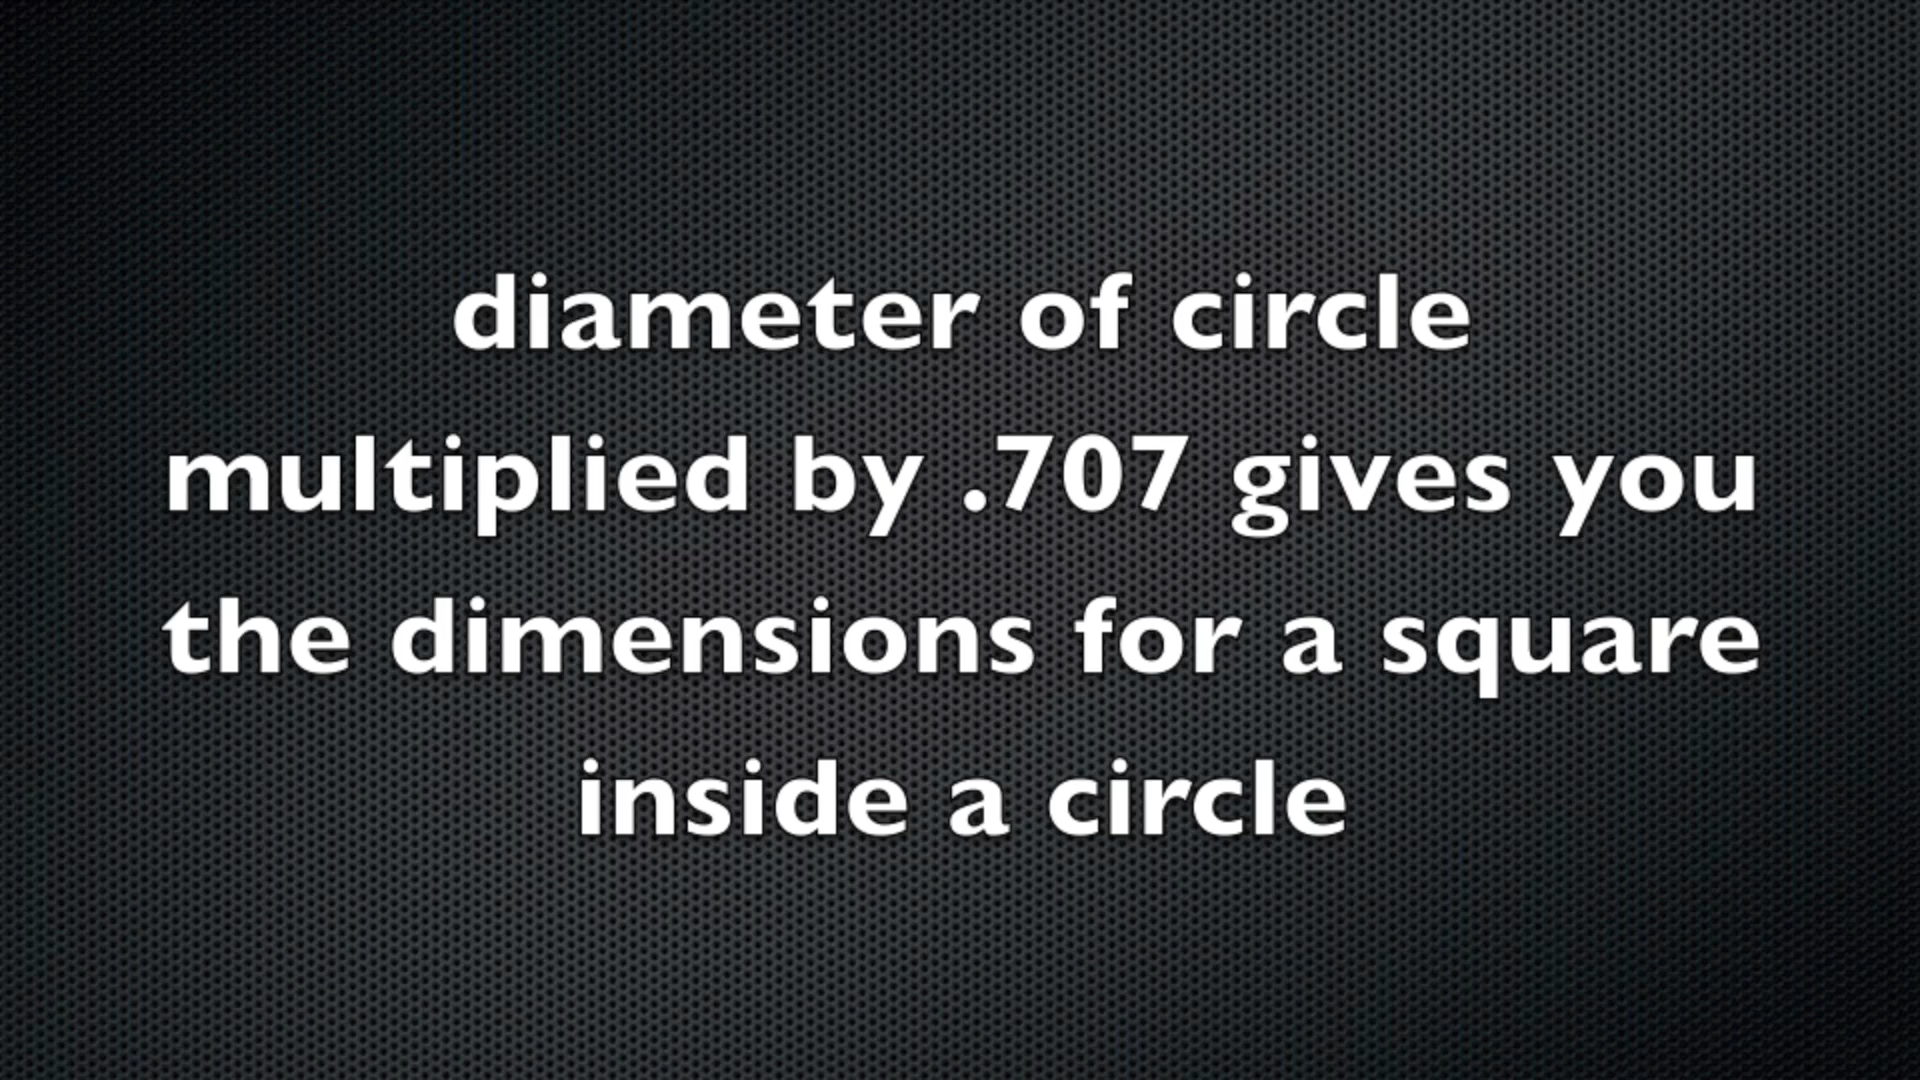 diameter of circle
multiplied by .707 gives you
the dimensions for a square
inside a circle